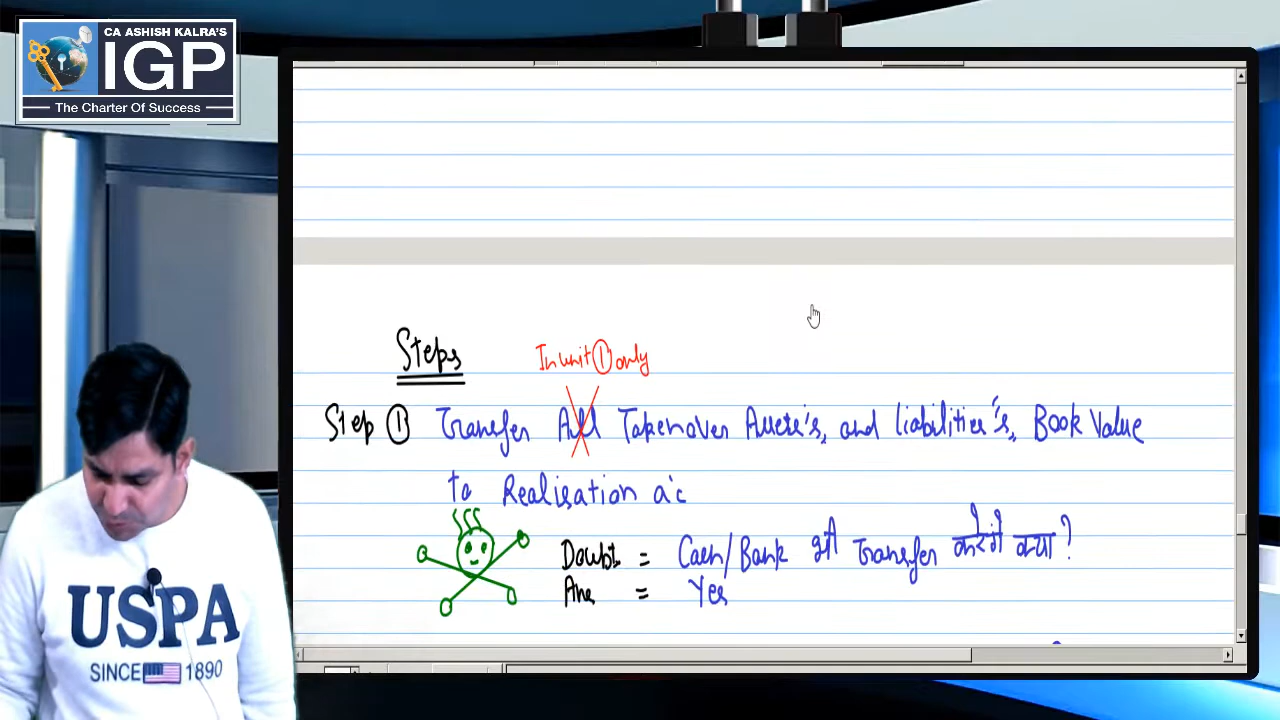 CA ASHISH KALRA'S
IGP
The Charter Of Success
Steps
In unit ① only
Step ① Transfer All Takenover Assets's, and liabilities's, Book Value
to Realisation a/c
Doubt = Cash/Bank भी Transfer करेंगे क्या?
Ans = Yes
USPA
SINCE 1890